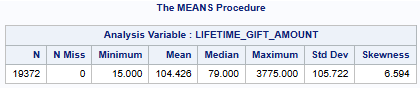 The MEANS Procedure
Analysis Variable : LIFETIME_GIFT_AMOUNT
N N Miss Minimum Mean Median Maximum Std Dev Skewness
19372 0 15.000 104.426 79.000 3775.000 105.722 6.594